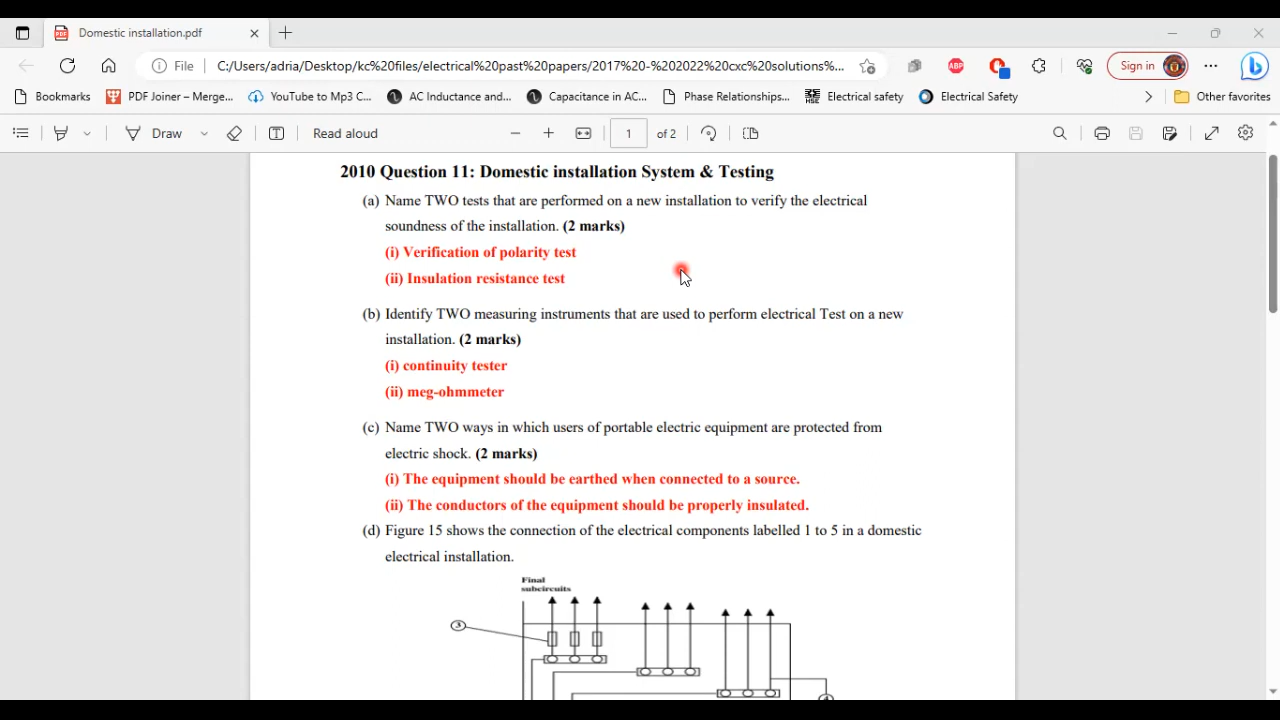 Domestic installation.pdf
File
C:/Users/adria/Desktop/kc%20files/electrical%20past%20papers/2017%20-%202022%20cxc%20solutions%...
ABP
Sign in
Bookmarks
PDF Joiner – Merge...
YouTube to Mp3 C...
AC Inductance and...
Capacitance in AC...
Phase Relationships...
Electrical safety
Electrical Safety
Other favorites
Draw
Read aloud
1 of 2
2010 Question 11: Domestic installation System & Testing
(a) Name TWO tests that are performed on a new installation to verify the electrical
soundness of the installation. (2 marks)
(i) Verification of polarity test
(ii) Insulation resistance test
(b) Identify TWO measuring instruments that are used to perform electrical Test on a new
installation. (2 marks)
(i) continuity tester
(ii) meg-ohmmeter
(c) Name TWO ways in which users of portable electric equipment are protected from
electric shock. (2 marks)
(i) The equipment should be earthed when connected to a source.
(ii) The conductors of the equipment should be properly insulated.
(d) Figure 15 shows the connection of the electrical components labelled 1 to 5 in a domestic
electrical installation.
Final
subcircuits
3